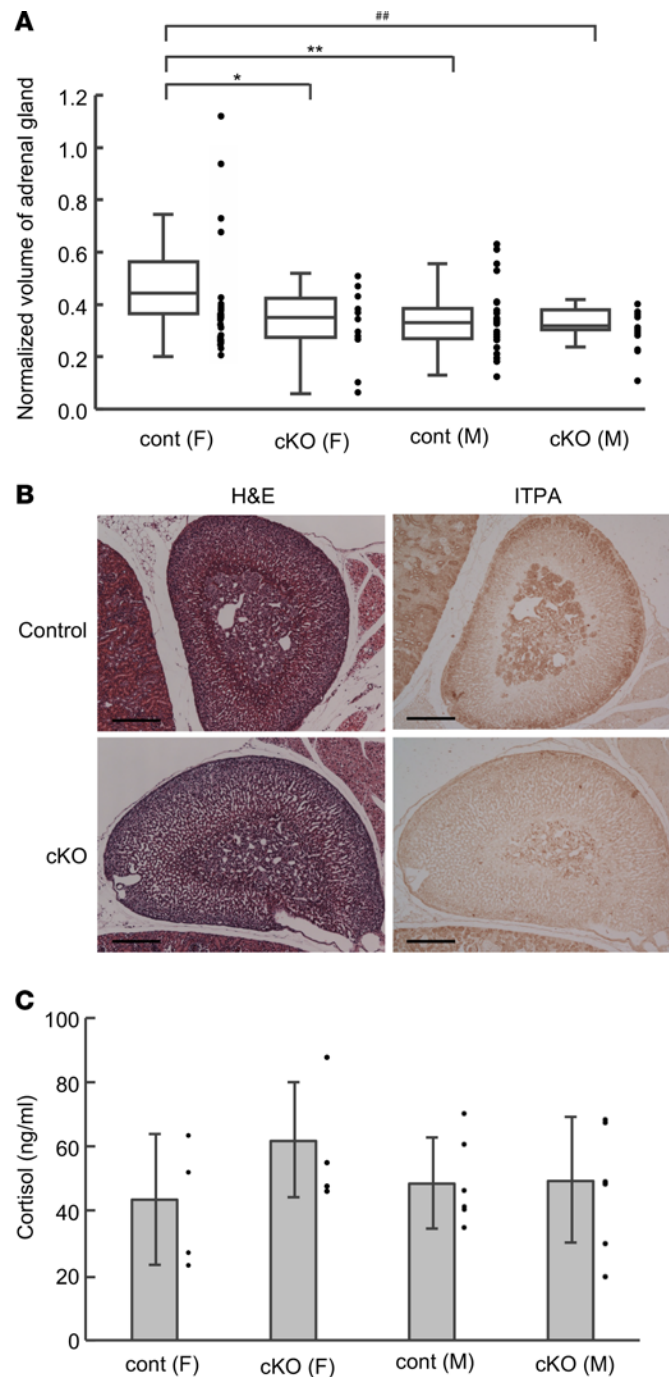 A
##
**
*
Normalized volume of adrenal gland
1.2
1.0
0.8
0.6
0.4
0.2
0.0
cont (F)
cKO (F)
cont (M)
cKO (M)
B
H&E
ITPA
Control
cKO
C
Cortisol (ng/ml)
100
80
60
40
20
0
cont (F)
cKO (F)
cont (M)
cKO (M)